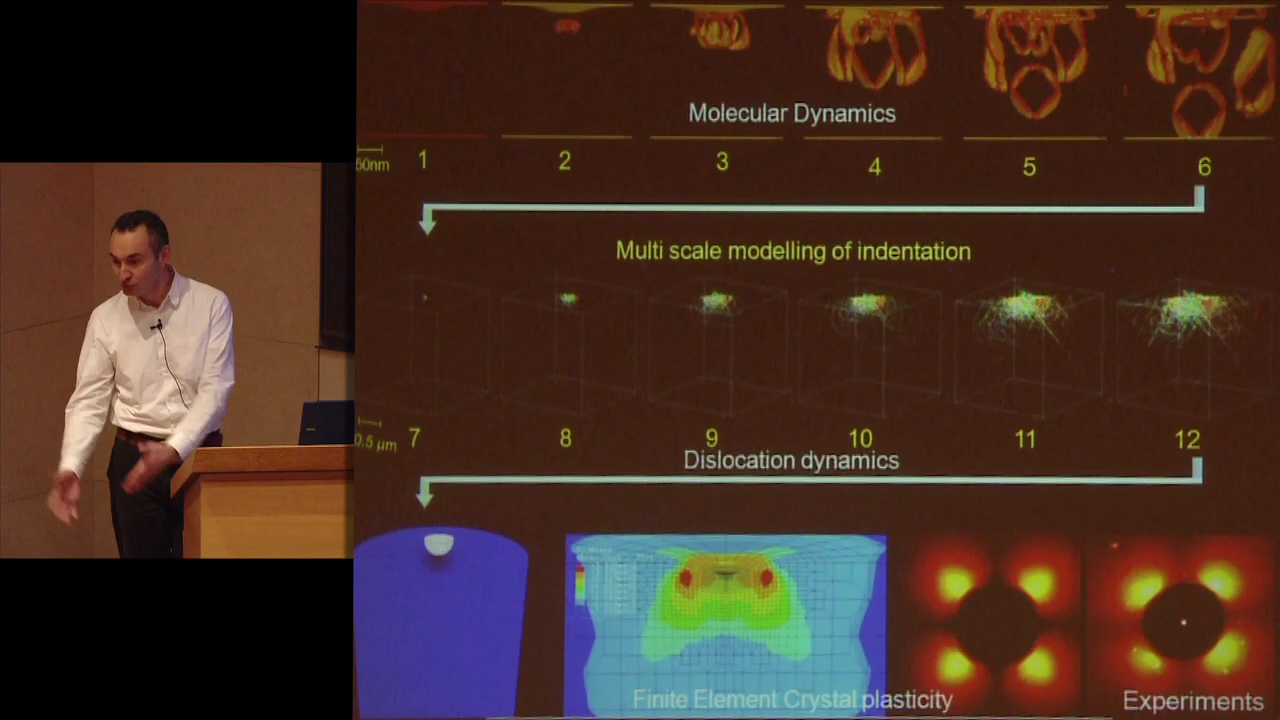 Molecular Dynamics
50nm 1 2 3 4 5 6
Multi scale modelling of indentation
0.5 µm 7 8 9 10 11 12
Dislocation dynamics
Finite Element Crystal plasticity
Experiments